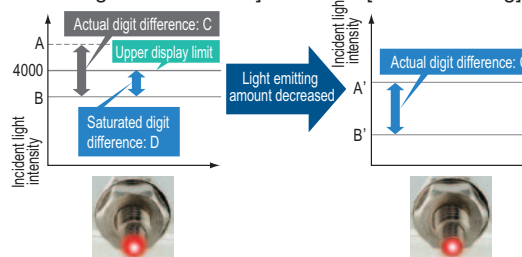 Actual digit difference: C
A
Upper display limit
4000
B
Saturated digit
difference: D
Incident light
intensity
Light emitting
amount decreased
Incident light
intensity
Actual digit difference:
A'
B'